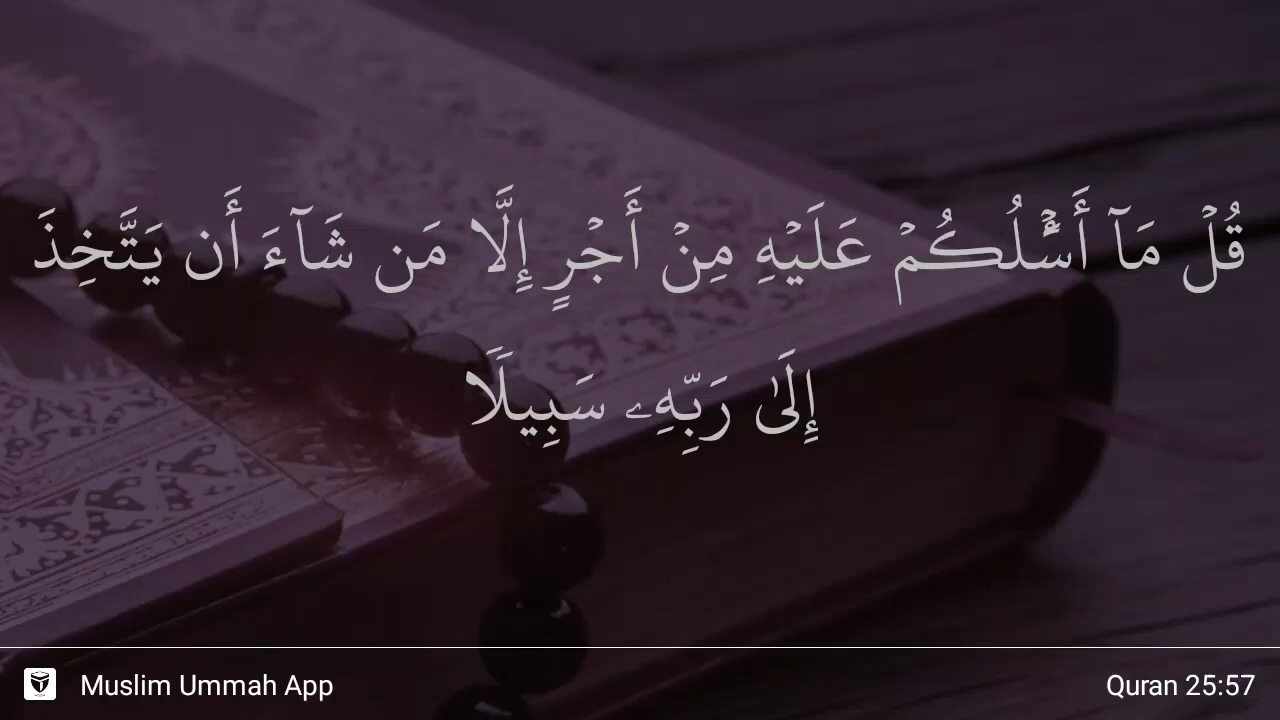 قُلْ مَآ أَسْـَٔلُكُمْ عَلَيْهِ مِنْ أَجْرٍ إِلَّا مَن شَآءَ أَن يَتَّخِذَ
إِلَىٰ رَبِّهِۦ سَبِيلًا
Muslim Ummah App
Quran 25:57